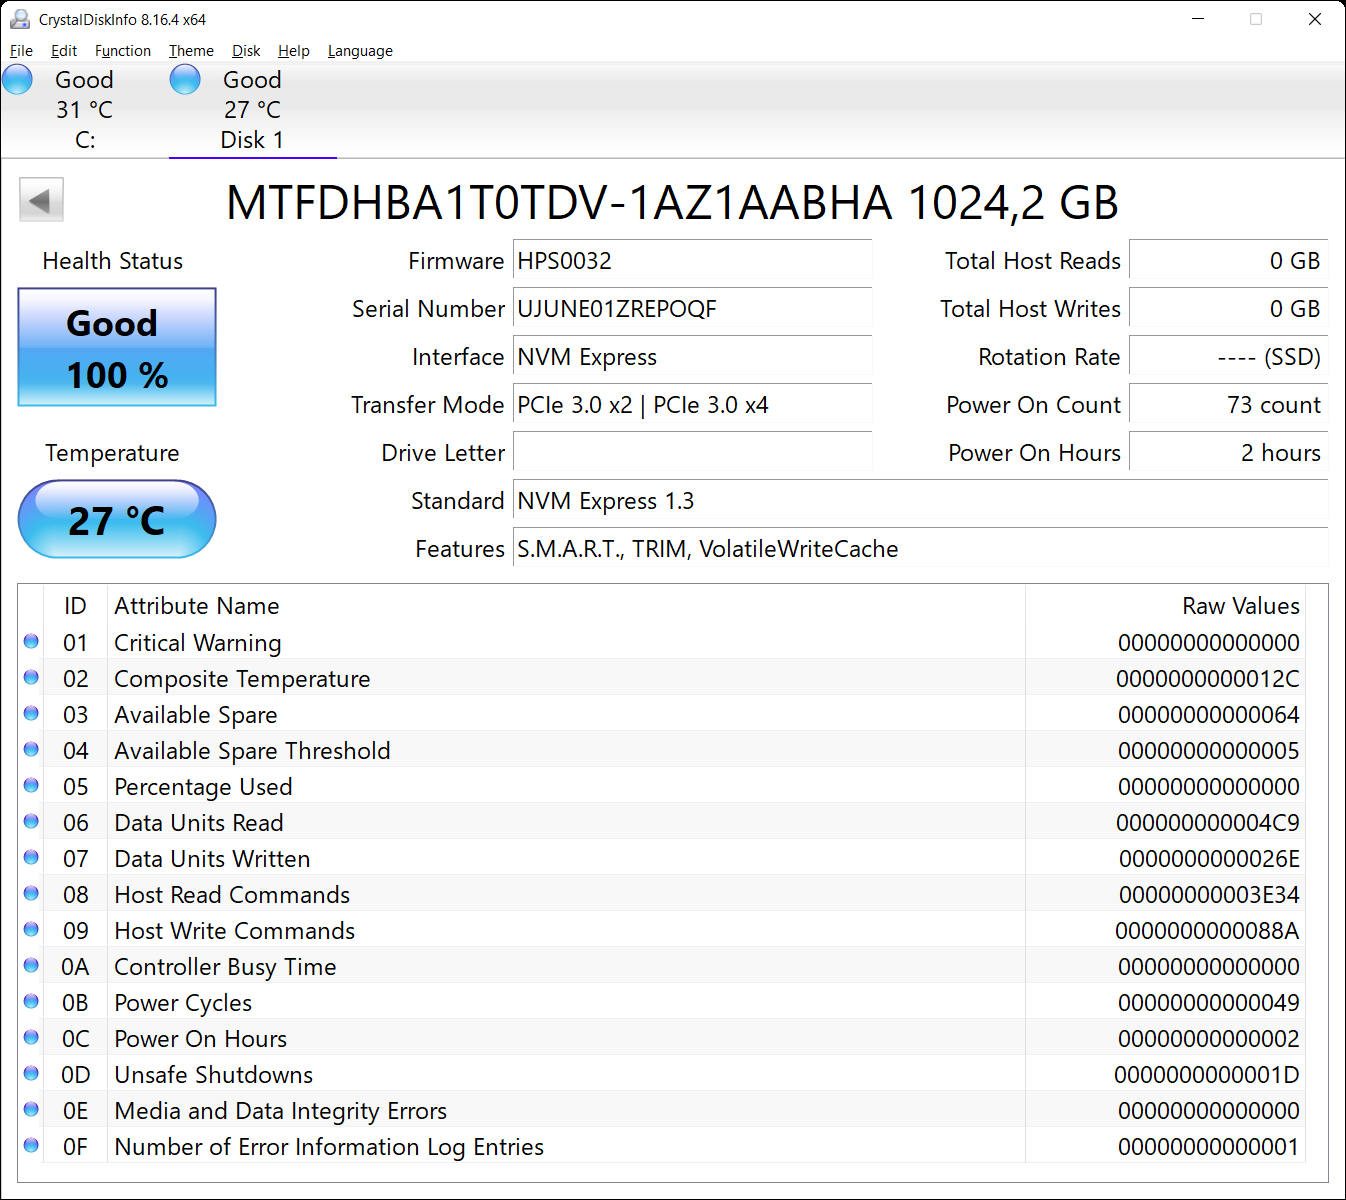 CrystalDiskInfo 8.16.4 x64
File Edit Function Theme Disk Help Language
Good Good
31 °C 27 °C
C: Disk 1
MTFDHBA1T0TDV-1AZ1AABHA 1024,2 GB
Health Status
Good
100 %
Temperature
27 °C
Firmware HPS0032
Serial Number UJUNE01ZREPOQF
Interface NVM Express
Transfer Mode PCIe 3.0 x2 | PCIe 3.0 x4
Drive Letter
Standard NVM Express 1.3
Features S.M.A.R.T., TRIM, VolatileWriteCache
Total Host Reads 0 GB
Total Host Writes 0 GB
Rotation Rate ---- (SSD)
Power On Count 73 count
Power On Hours 2 hours
ID Attribute Name Raw Values
01 Critical Warning 00000000000000
02 Composite Temperature 0000000000012C
03 Available Spare 00000000000064
04 Available Spare Threshold 00000000000005
05 Percentage Used 00000000000000
06 Data Units Read 000000000004C9
07 Data Units Written 0000000000026E
08 Host Read Commands 00000000003E34
09 Host Write Commands 0000000000088A
0A Controller Busy Time 00000000000000
0B Power Cycles 00000000000049
0C Power On Hours 00000000000002
0D Unsafe Shutdowns 0000000000001D
0E Media and Data Integrity Errors 00000000000000
0F Number of Error Information Log Entries 00000000000001